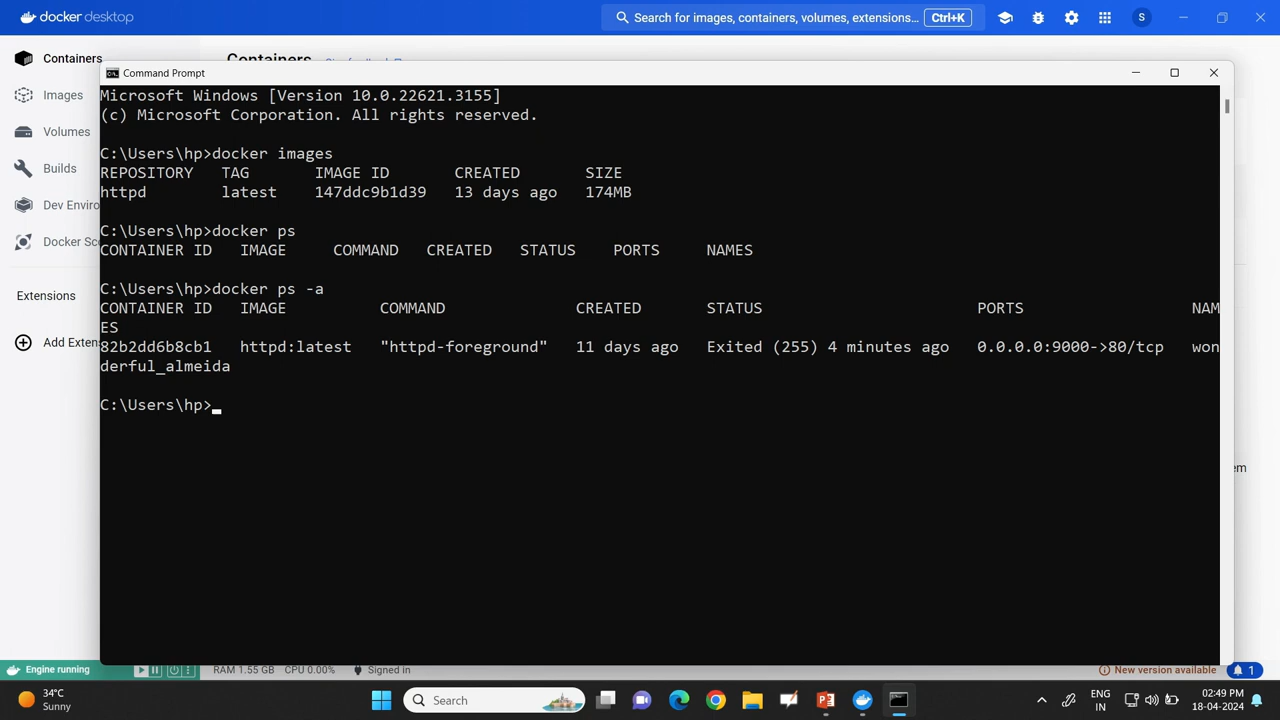 docker desktop
Search for images, containers, volumes, extensions... Ctrl+K
S
Containers
Images
Volumes
Builds
Extensions
Containers
Command Prompt
Microsoft Windows [Version 10.0.22621.3155]
(c) Microsoft Corporation. All rights reserved.
C:\Users\hp>docker images
REPOSITORY TAG IMAGE ID CREATED SIZE
httpd latest 147ddc9b1d39 13 days ago 174MB
C:\Users\hp>docker ps
CONTAINER ID IMAGE COMMAND CREATED STATUS PORTS NAMES
C:\Users\hp>docker ps -a
CONTAINER ID IMAGE COMMAND CREATED STATUS PORTS NAM
ES
82b2dd6b8cb1 httpd:latest "httpd-foreground" 11 days ago Exited (255) 4 minutes ago 0.0.0.0:9000->80/tcp won
derful_almeida
C:\Users\hp>
Engine running RAM 1.55 GB CPU 0.00% Signed in New version available 1
34°C
Sunny
Search
ENG
IN
02:49 PM
18-04-2024